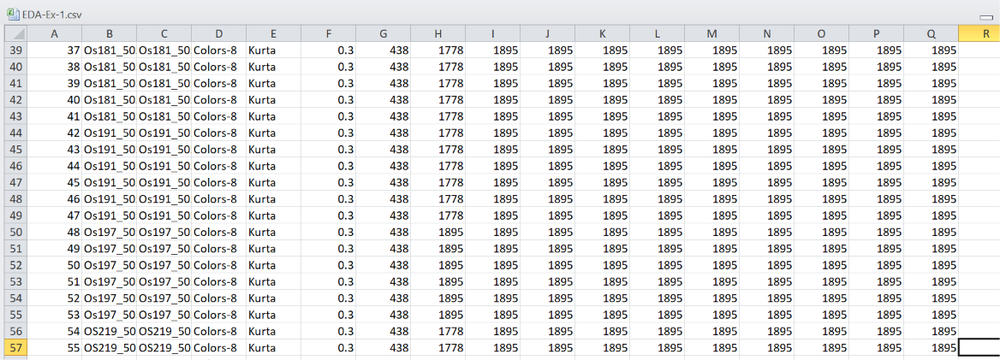 EDA-Ex-1.csv
A B C D E F G H I J K L M N O P Q R
39 37 Os181_50 Os181_50 Colors-8 Kurta 0.3 438 1778 1895 1895 1895 1895 1895 1895 1895 1895 1895
40 38 Os181_50 Os181_50 Colors-8 Kurta 0.3 438 1778 1895 1895 1895 1895 1895 1895 1895 1895 1895
41 39 Os181_50 Os181_50 Colors-8 Kurta 0.3 438 1778 1895 1895 1895 1895 1895 1895 1895 1895 1895
42 40 Os181_50 Os181_50 Colors-8 Kurta 0.3 438 1778 1895 1895 1895 1895 1895 1895 1895 1895 1895
43 41 Os181_50 Os181_50 Colors-8 Kurta 0.3 438 1778 1895 1895 1895 1895 1895 1895 1895 1895 1895
44 42 Os191_50 Os191_50 Colors-8 Kurta 0.3 438 1778 1895 1895 1895 1895 1895 1895 1895 1895 1895
45 43 Os191_50 Os191_50 Colors-8 Kurta 0.3 438 1778 1895 1895 1895 1895 1895 1895 1895 1895 1895
46 44 Os191_50 Os191_50 Colors-8 Kurta 0.3 438 1778 1895 1895 1895 1895 1895 1895 1895 1895 1895
47 45 Os191_50 Os191_50 Colors-8 Kurta 0.3 438 1778 1895 1895 1895 1895 1895 1895 1895 1895 1895
48 46 Os191_50 Os191_50 Colors-8 Kurta 0.3 438 1778 1895 1895 1895 1895 1895 1895 1895 1895 1895
49 47 Os191_50 Os191_50 Colors-8 Kurta 0.3 438 1778 1895 1895 1895 1895 1895 1895 1895 1895 1895
50 48 Os197_50 Os197_50 Colors-8 Kurta 0.3 438 1895 1895 1895 1895 1895 1895 1895 1895 1895 1895
51 49 Os197_50 Os197_50 Colors-8 Kurta 0.3 438 1895 1895 1895 1895 1895 1895 1895 1895 1895 1895
52 50 Os197_50 Os197_50 Colors-8 Kurta 0.3 438 1895 1895 1895 1895 1895 1895 1895 1895 1895 1895
53 51 Os197_50 Os197_50 Colors-8 Kurta 0.3 438 1895 1895 1895 1895 1895 1895 1895 1895 1895 1895
54 52 Os197_50 Os197_50 Colors-8 Kurta 0.3 438 1895 1895 1895 1895 1895 1895 1895 1895 1895 1895
55 53 Os197_50 Os197_50 Colors-8 Kurta 0.3 438 1895 1895 1895 1895 1895 1895 1895 1895 1895 1895
56 54 OS219_50 OS219_50 Colors-8 Kurta 0.3 438 1778 1895 1895 1895 1895 1895 1895 1895 1895 1895
57 55 OS219_50 OS219_50 Colors-8 Kurta 0.3 438 1778 1895 1895 1895 1895 1895 1895 1895 1895 1895